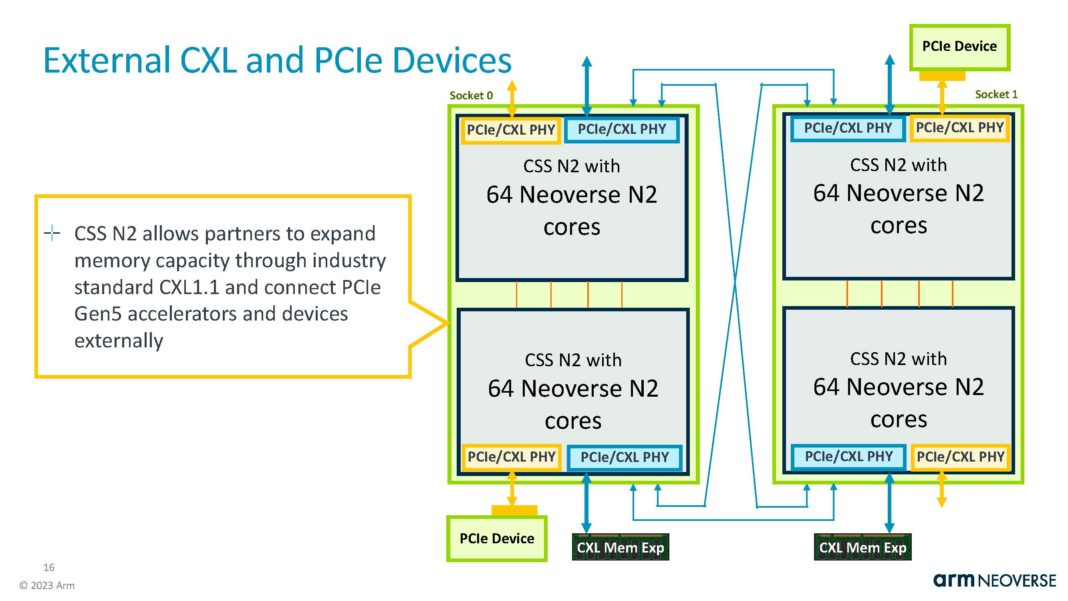 External CXL and PCIe Devices
PCIe Device
Socket 0
Socket 1
PCIe/CXL PHY
PCIe/CXL PHY
PCIe/CXL PHY
PCIe/CXL PHY
CSS N2 with
64 Neoverse N2
cores
CSS N2 with
64 Neoverse N2
cores
CSS N2 allows partners to expand
memory capacity through industry
standard CXL1.1 and connect PCIe
Gen5 accelerators and devices
externally
CSS N2 with
64 Neoverse N2
cores
CSS N2 with
64 Neoverse N2
cores
PCIe/CXL PHY
PCIe/CXL PHY
PCIe/CXL PHY
PCIe/CXL PHY
PCIe Device
CXL Mem Exp
CXL Mem Exp
16
© 2023 Arm
arm NEOVERSE